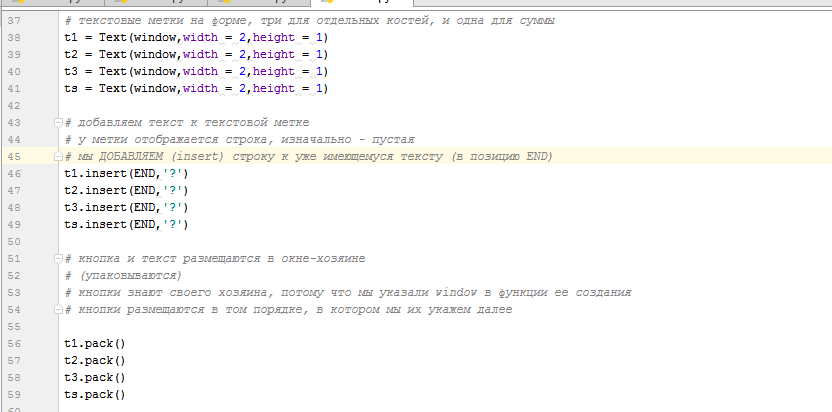 37 # текстовые метки на форме, три для отдельных костей, и одна для суммы
38 t1 = Text(window,width = 2,height = 1)
39 t2 = Text(window,width = 2,height = 1)
40 t3 = Text(window,width = 2,height = 1)
41 ts = Text(window,width = 2,height = 1)
42
43 # добавляем текст к текстовой метке
44 # у метки отображается строка, изначально - пустая
45 # мы ДОБАВЛЯЕМ (insert) строку к уже имеющемуся тексту (в позицию END)
46 t1.insert(END,'?')
47 t2.insert(END,'?')
48 t3.insert(END,'?')
49 ts.insert(END,'?')
50
51 # кнопка и текст размещаются в окне-хозяине
52 # (упаковываются)
53 # кнопки знают своего хозяина, потому что мы указали window в функции ее создания
54 # кнопки размещаются в том порядке, в котором мы их укажем далее
55
56 t1.pack()
57 t2.pack()
58 t3.pack()
59 ts.pack()